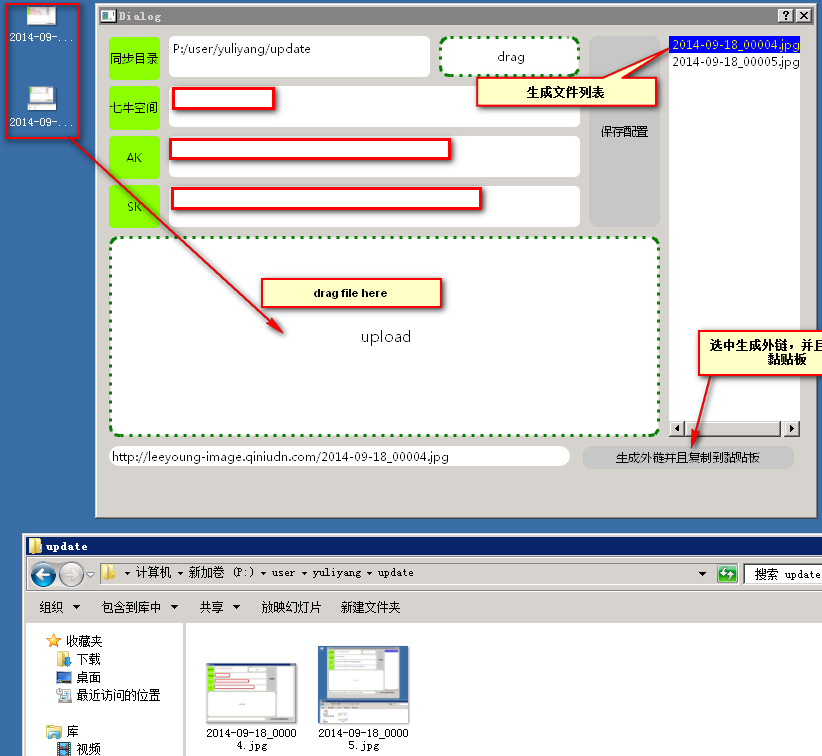 2014-09-...
2014-09-...
Dialog
同步目录
P:/user/yuliyang/update
drag
2014-09-18_00004.jpg
2014-09-18_00005.jpg
生成文件列表
七牛空间
保存配置
AK
SK
drag file here
upload
选中生成外链，并且
黏贴板
http://leeyoung-image.qiniudn.com/2014-09-18_00004.jpg
生成外链并且复制到黏贴板
update
计算机
新加卷 (P:)
user
yuliyang
update
搜索 update
组织
包含到库中
共享
放映幻灯片
新建文件夹
收藏夹
下载
桌面
最近访问的位置
库
视频
2014-09-18_0000
4.jpg
2014-09-18_0000
5.jpg